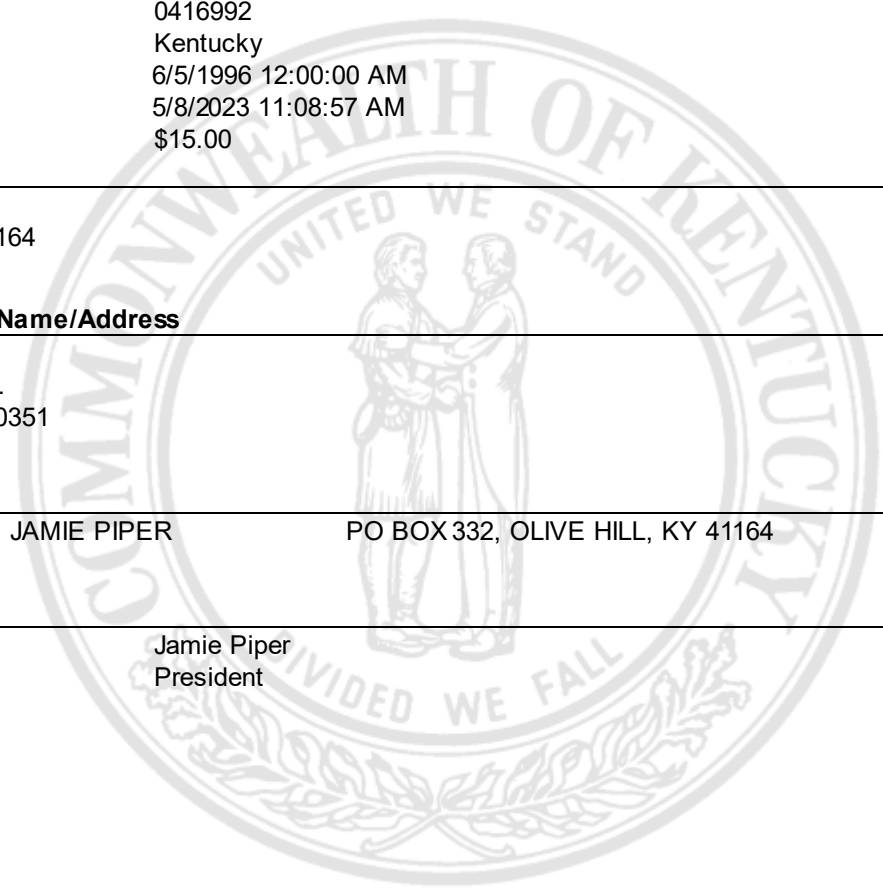 0416992
Kentucky
6/5/1996 12:00:00 AM
5/8/2023 11:08:57 AM
$15.00
164
Name/Address
0351
JAMIE PIPER PO BOX 332, OLIVE HILL, KY 41164
Jamie Piper
President
COMMONWEALTH OF KENTUCKY
UNITED WE STAND
DIVIDED WE FALL